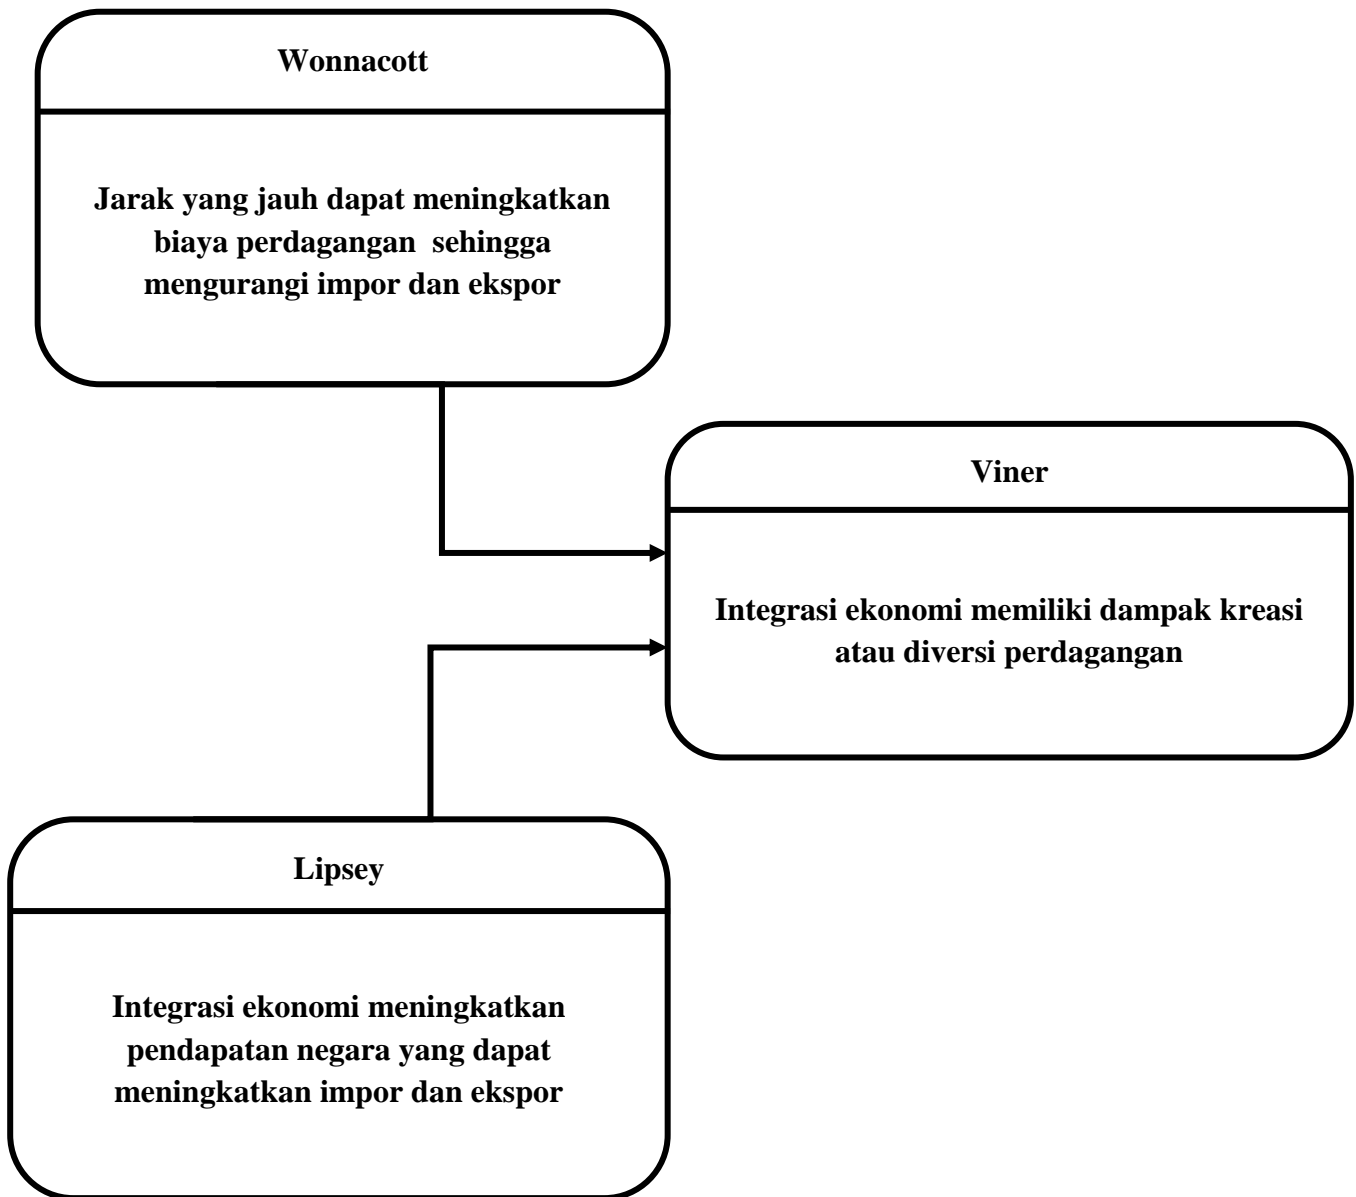 Wonnacott
Jarak yang jauh dapat meningkatkan
biaya perdagangan  sehingga
mengurangi impor dan ekspor
Viner
Integrasi ekonomi memiliki dampak kreasi
atau diversi perdagangan
Lipsey
Integrasi ekonomi meningkatkan
pendapatan negara yang dapat
meningkatkan impor dan ekspor